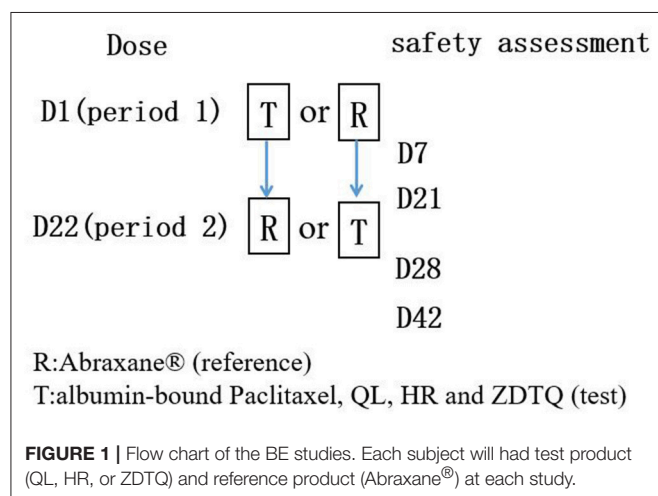 Dose safety assessment
D1(period 1) T or R
D7
D21
D22(period 2) R or T
D28
D42
R:Abraxane® (reference)
T:albumin-bound Paclitaxel, QL, HR and ZDTQ (test)
FIGURE 1 | Flow chart of the BE studies. Each subject will had test product
(QL, HR, or ZDTQ) and reference product (Abraxane®) at each study.